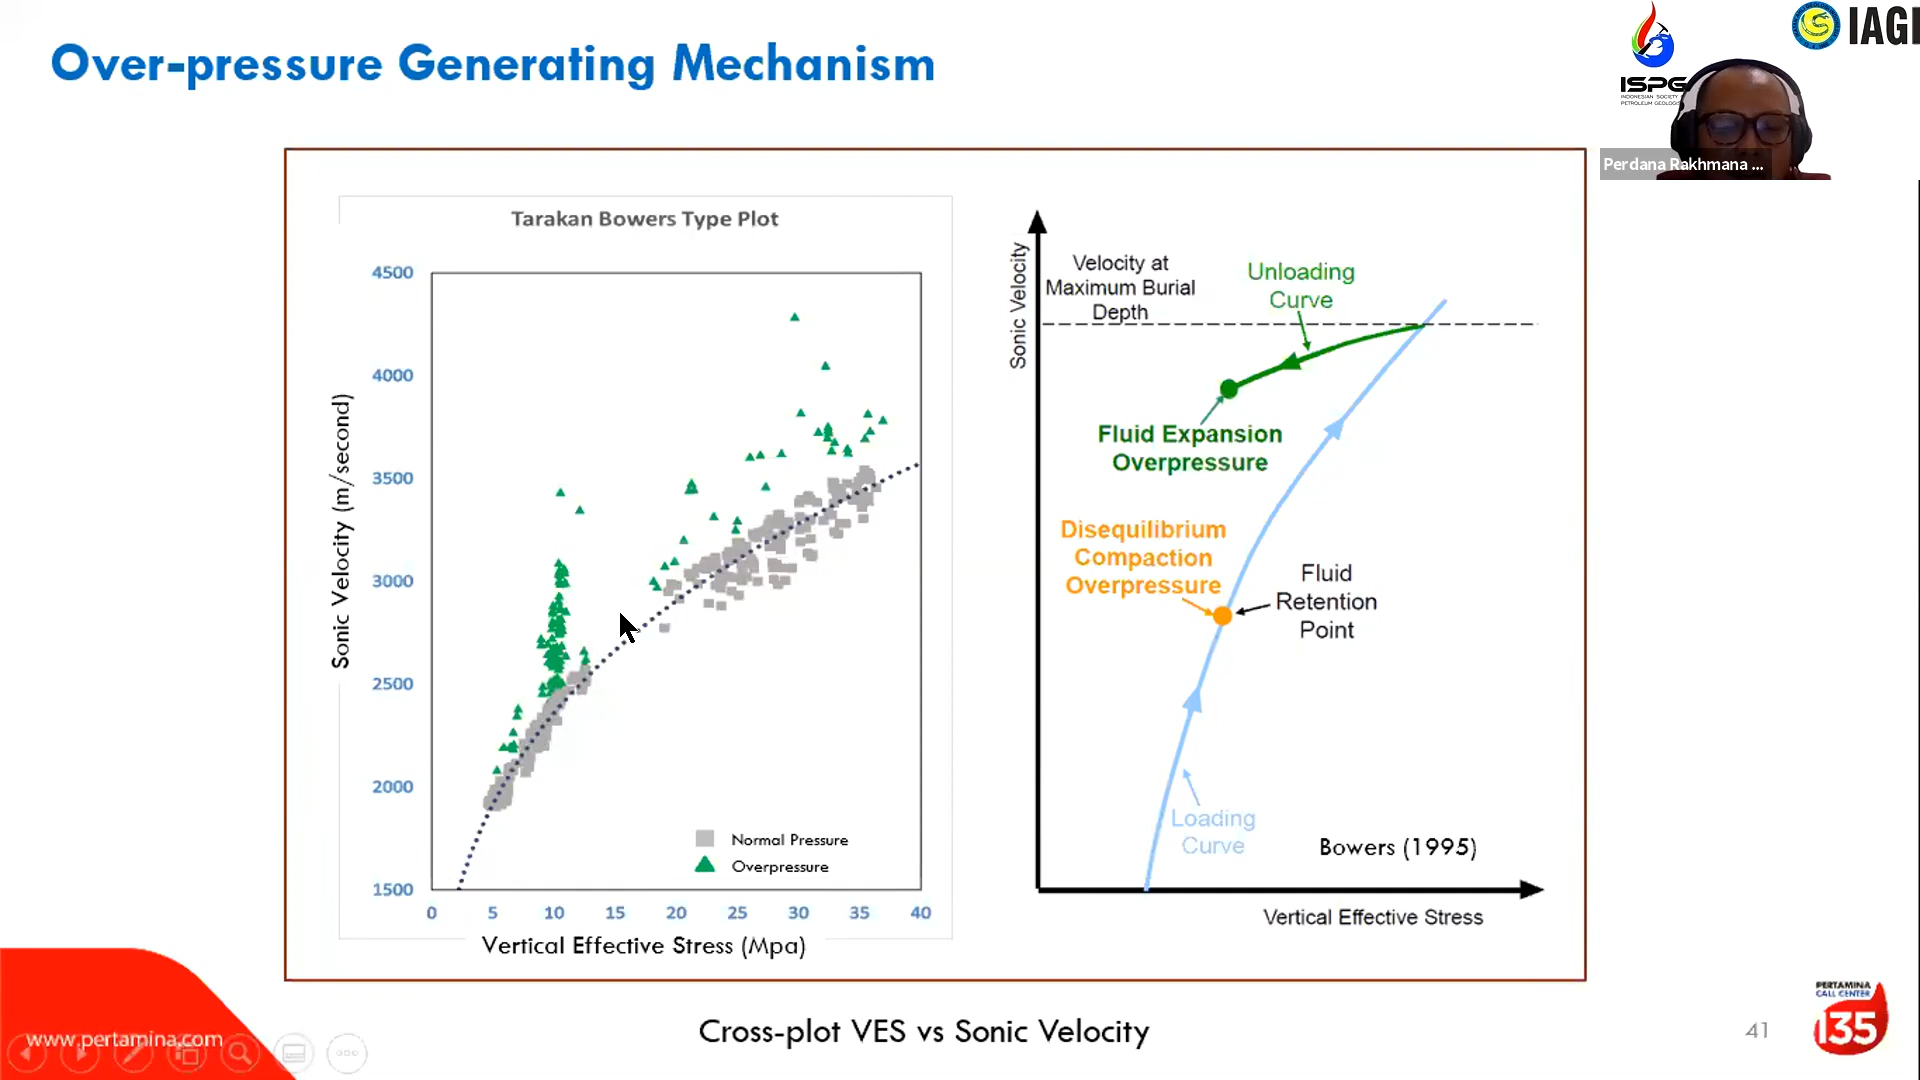 Over-pressure Generating Mechanism
ISPG
INDONESIAN SOCIETY
PETROLEUM GEOLOGIS
IAGI
Perdana Rakhmana ...
Tarakan Bowers Type Plot
Sonic Velocity (m/second)
4500
4000
3500
3000
2500
2000
1500
0 5 10 15 20 25 30 35 40
Vertical Effective Stress (Mpa)
Normal Pressure
Overpressure
Sonic Velocity
Velocity at
Maximum Burial
Depth
Unloading
Curve
Fluid Expansion
Overpressure
Disequilibrium
Compaction
Overpressure
Fluid
Retention
Point
Loading
Curve
Bowers (1995)
Vertical Effective Stress
Cross-plot VES vs Sonic Velocity
www.pertamina.com
41
PERTAMINA
CALL CENTER
135